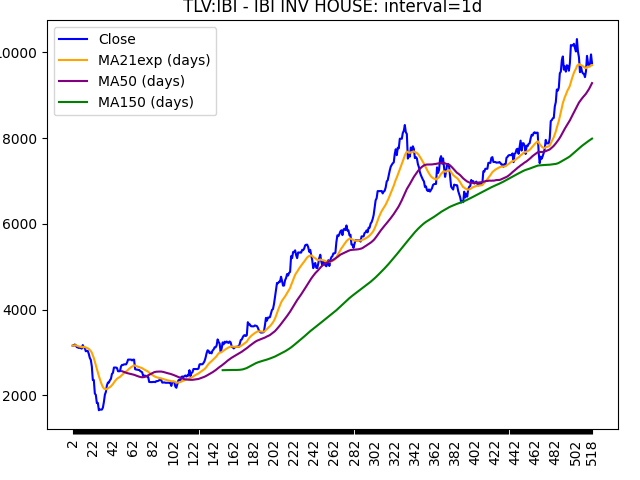 TLV:IBI - IBI INV HOUSE: interval=1d
Close
MA21exp (days)
MA50 (days)
MA150 (days)
10000
8000
6000
4000
2000
2 22 42 62 82 102 122 142 162 182 202 222 242 262 282 302 322 342 362 382 402 422 442 462 482 502 518